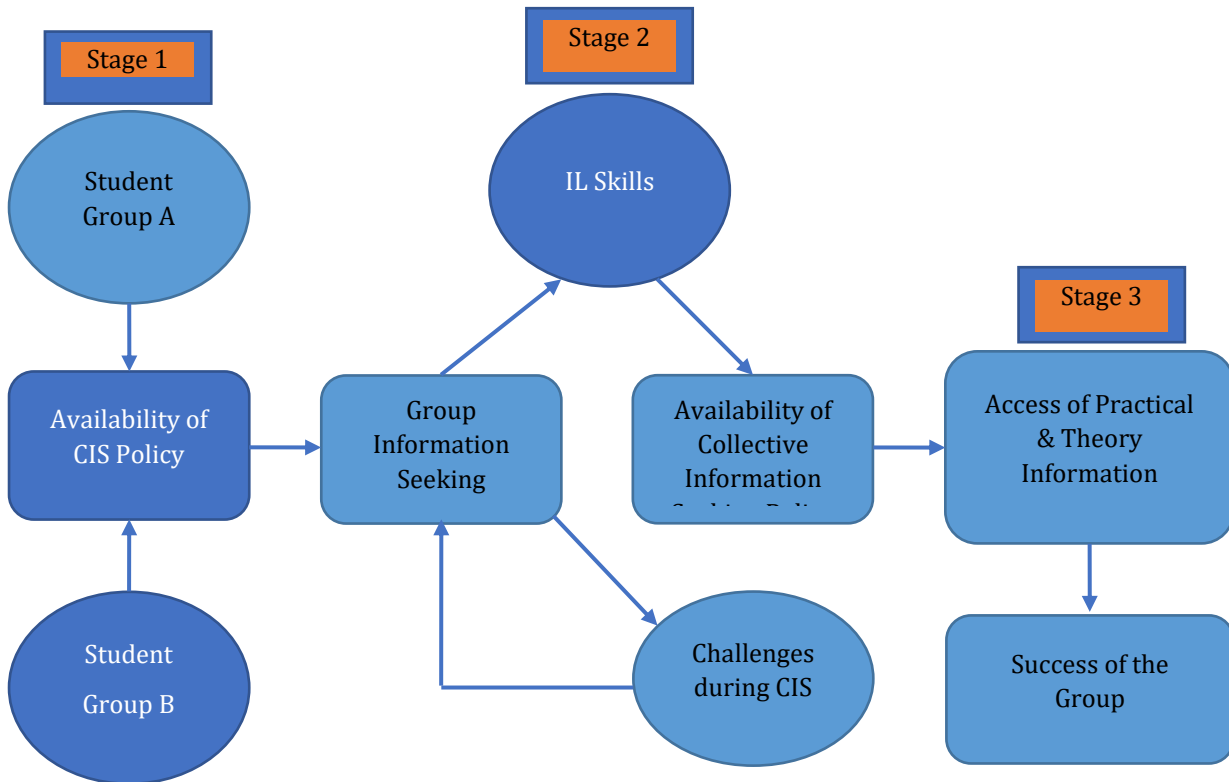 Stage 1
Stage 2
Student
Group A
IL Skills
Stage 3
Availability of
CIS Policy
Group
Information
Seeking
Availability of
Collective
Information
Access of Practical
& Theory
Information
Student
Group B
Challenges
during CIS
Success of the
Group